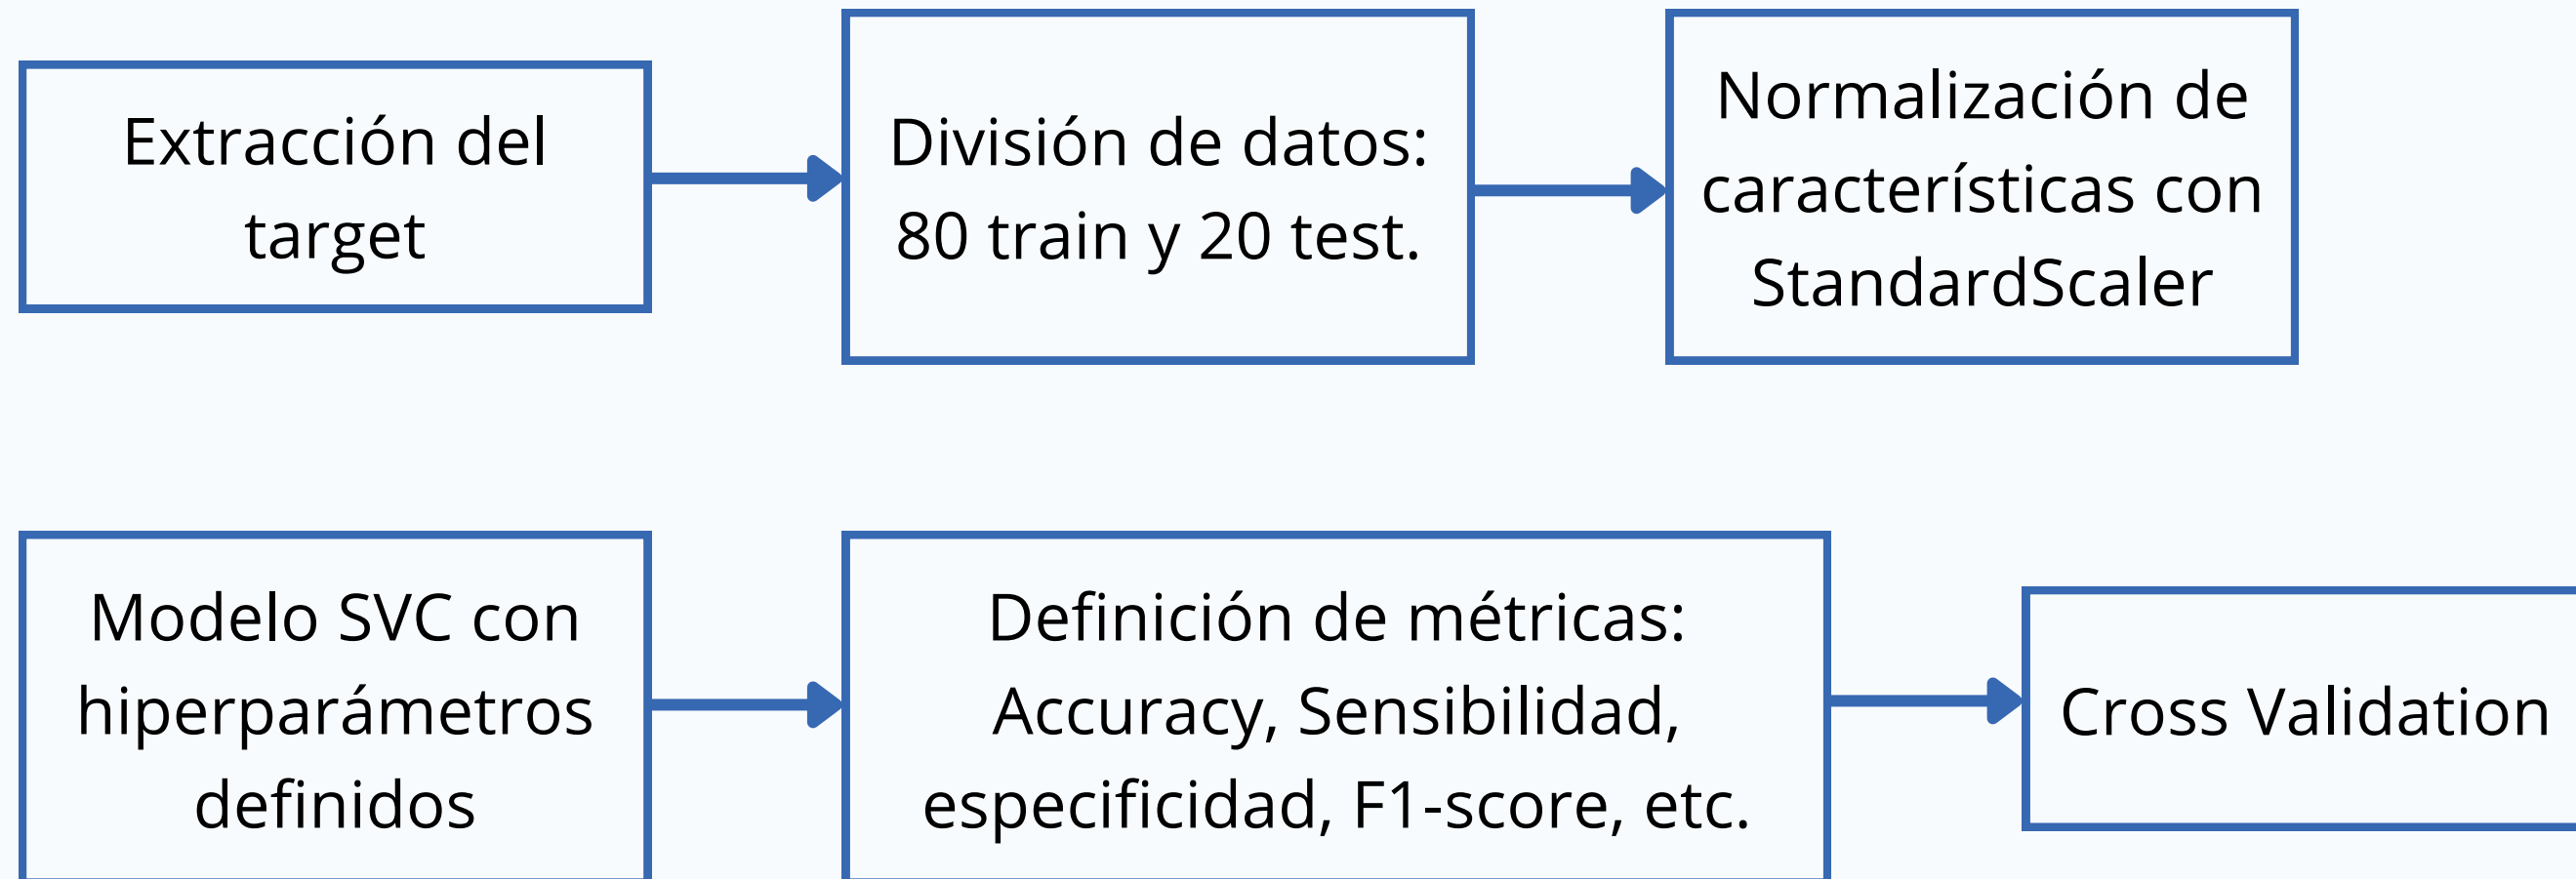 Extracción del
target
División de datos:
80 train y 20 test.
Normalización de
características con
StandardScaler
Modelo SVC con
hiperparámetros
definidos
Definición de métricas:
Accuracy, Sensibilidad,
especificidad, F1-score, etc.
Cross Validation